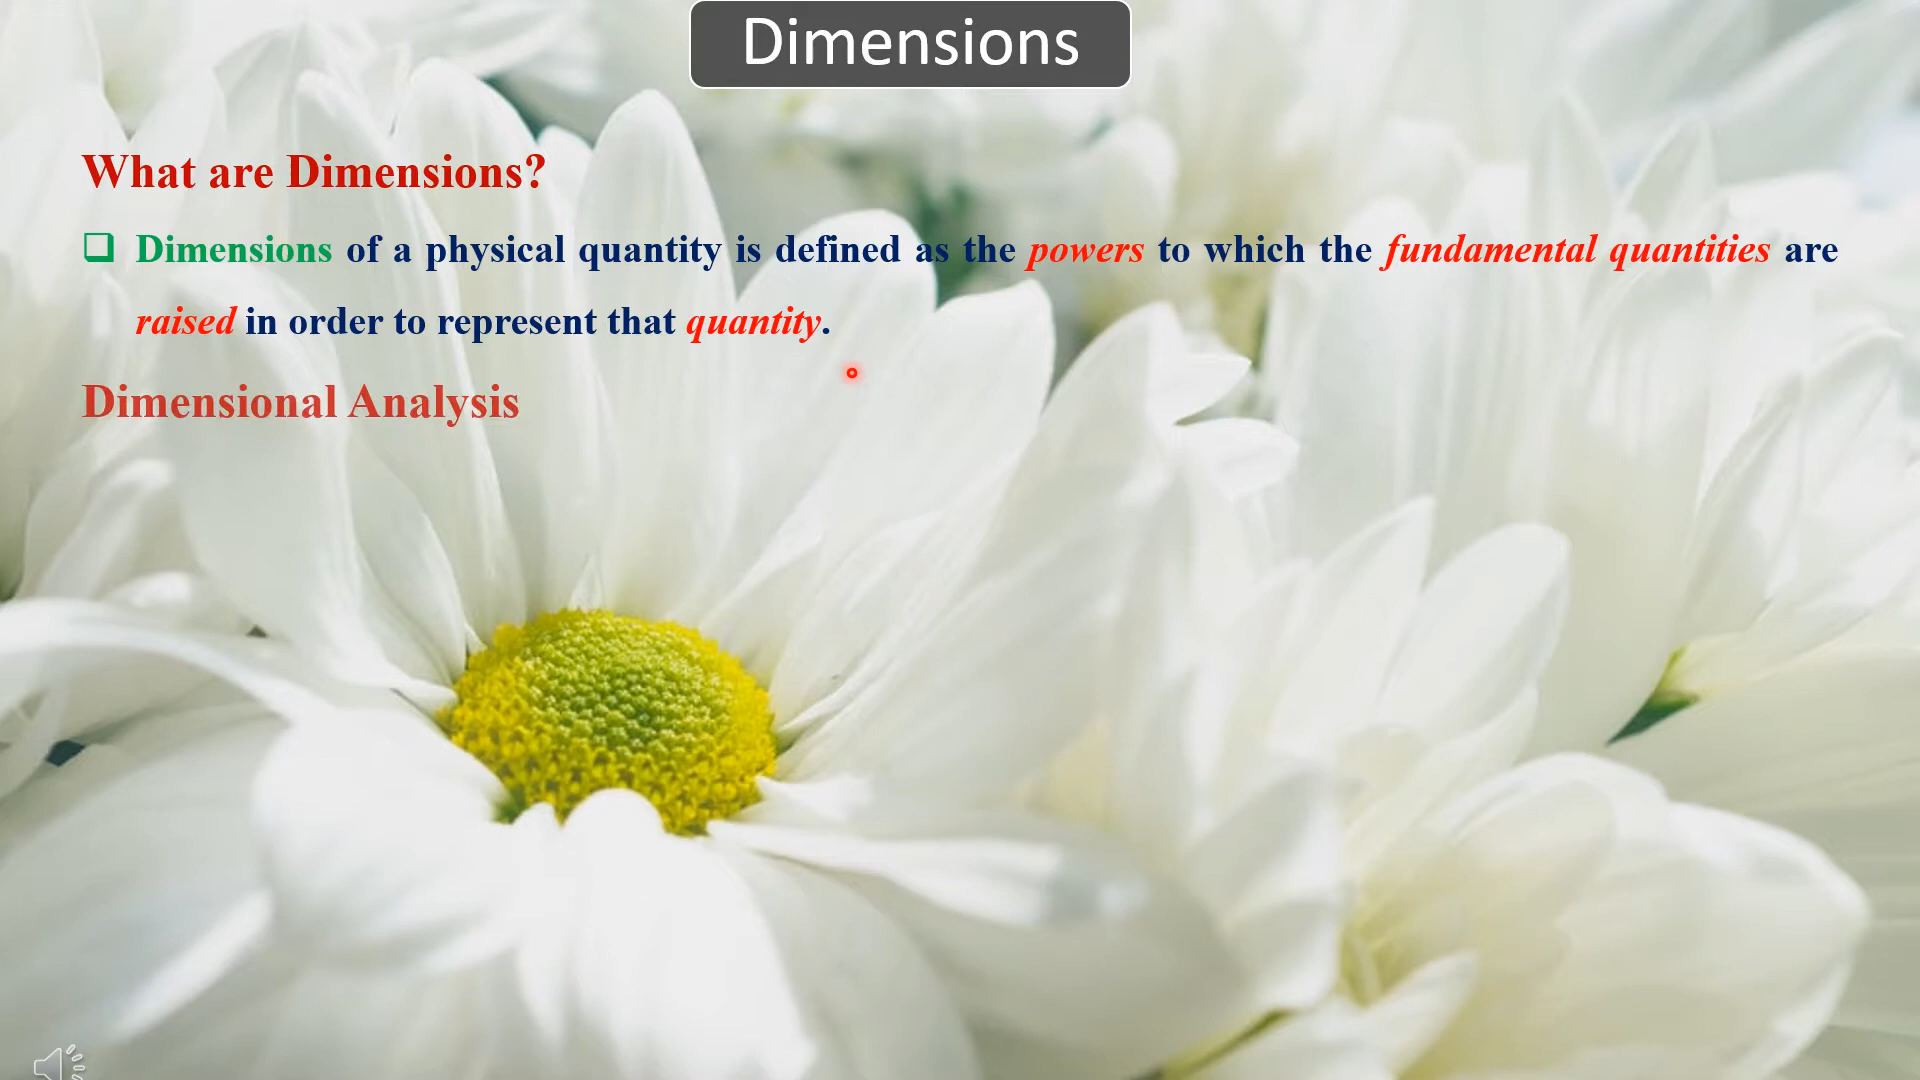 Dimensions
What are Dimensions?
Dimensions of a physical quantity is defined as the powers to which the fundamental quantities are
raised in order to represent that quantity.
Dimensional Analysis